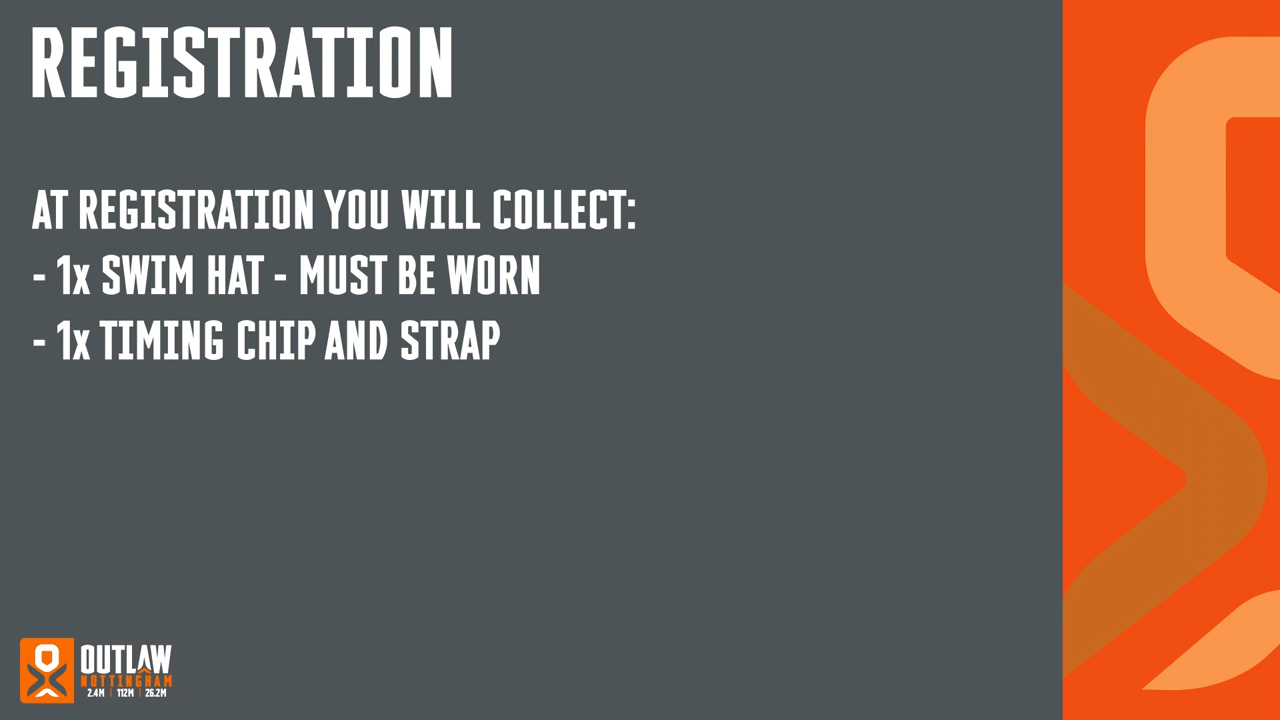 REGISTRATION
AT REGISTRATION YOU WILL COLLECT:
- 1x SWIM HAT - MUST BE WORN
- 1x TIMING CHIP AND STRAP
OUTLAW
NOTTINGHAM
2.4M | 112M | 26.2M